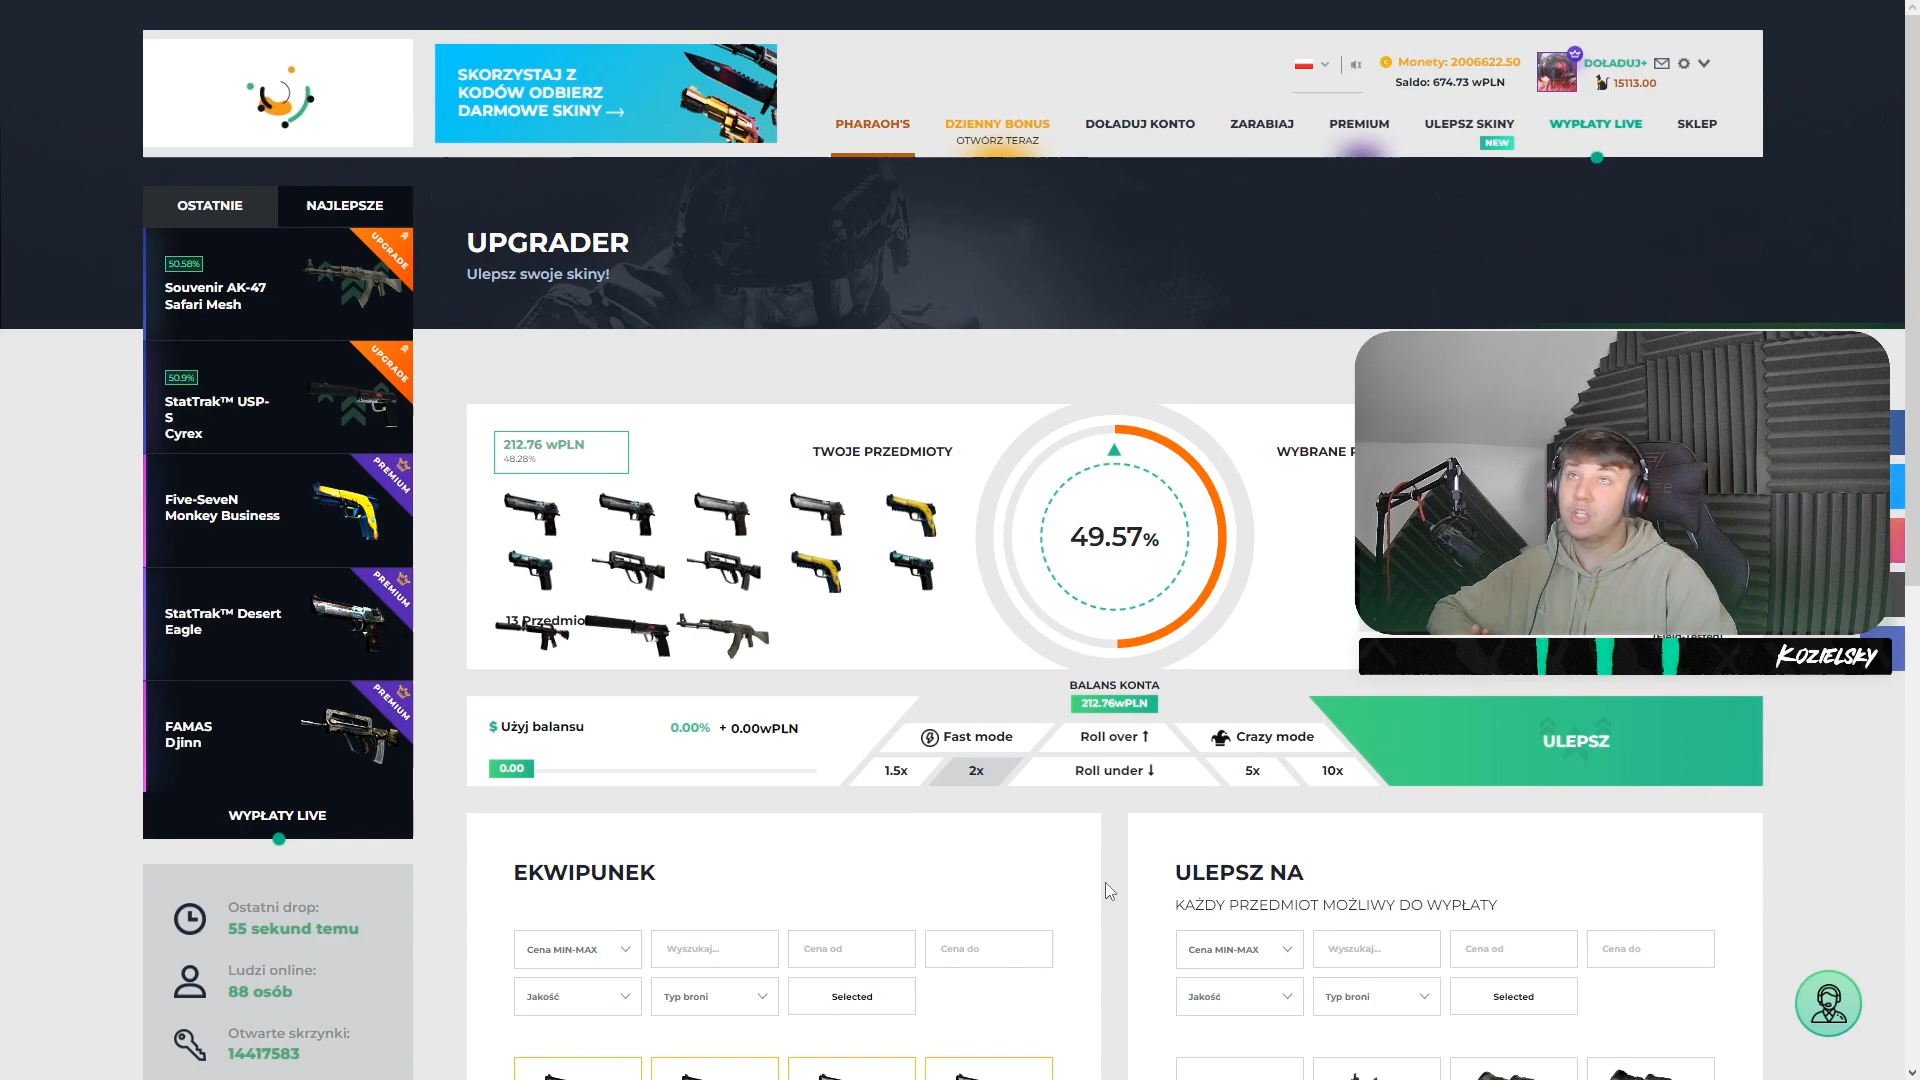 SKORZYSTAJ Z
KODÓW ODBIERZ
DARMOWE SKINY
Monety: 2006622.50
Saldo: 674.73 wPLN
DOŁADUJ+
15113.00
PHARAOH'S
DZIENNY BONUS
OTWÓRZ TERAZ
DOŁADUJ KONTO
ZARABIAJ
PREMIUM
ULEPSZ SKINY
NEW
WYPŁATY LIVE
SKLEP
OSTATNIE
NAJLEPSZE
UPGRADE
50.58%
Souvenir AK-47
Safari Mesh
UPGRADE
50.9%
StatTrak™ USP-
S
Cyrex
PREMIUM
Five-SeveN
Monkey Business
PREMIUM
StatTrak™ Desert
Eagle
PREMIUM
FAMAS
Djinn
WYPŁATY LIVE
Ostatni drop:
55 sekund temu
Ludzi online:
88 osób
Otwarte skrzynki:
14417583
UPGRADER
Ulepsz swoje skiny!
212.76 wPLN
48.28%
TWOJE PRZEDMIOTY
13 Przedmio
49.57%
WYBRANE
(Field-Tested)
KOZIELSKY
BALANS KONTA
212.76wPLN
$ Użyj balansu
0.00% + 0.00wPLN
0.00
Fast mode
Roll over
Crazy mode
1.5x
2x
Roll under
5x
10x
ULEPSZ
EKWIPUNEK
Cena MIN-MAX
Wyszukaj...
Cena od
Cena do
Jakość
Typ broni
Selected
ULEPSZ NA
KAŻDY PRZEDMIOT MOŻLIWY DO WYPŁATY
Cena MIN-MAX
Wyszukaj...
Cena od
Cena do
Jakość
Typ broni
Selected